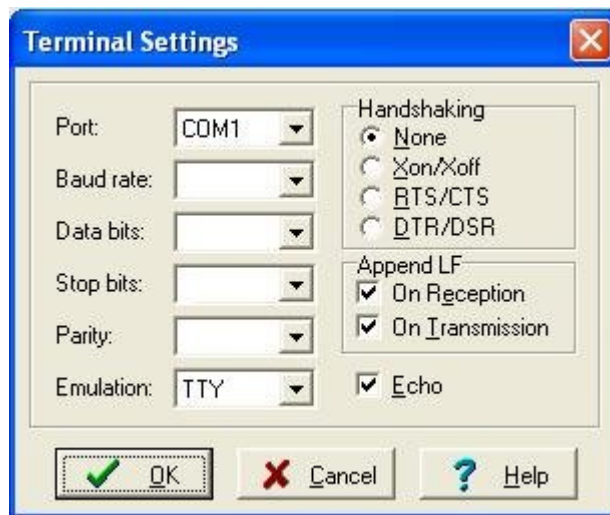 Terminal Settings
Port: COM1
Baud rate:
Data bits:
Stop bits:
Parity:
Emulation: TTY
Handshaking
None
Xon/Xoff
RTS/CTS
DTR/DSR
Append LF
On Reception
On Transmission
Echo
OK Cancel Help